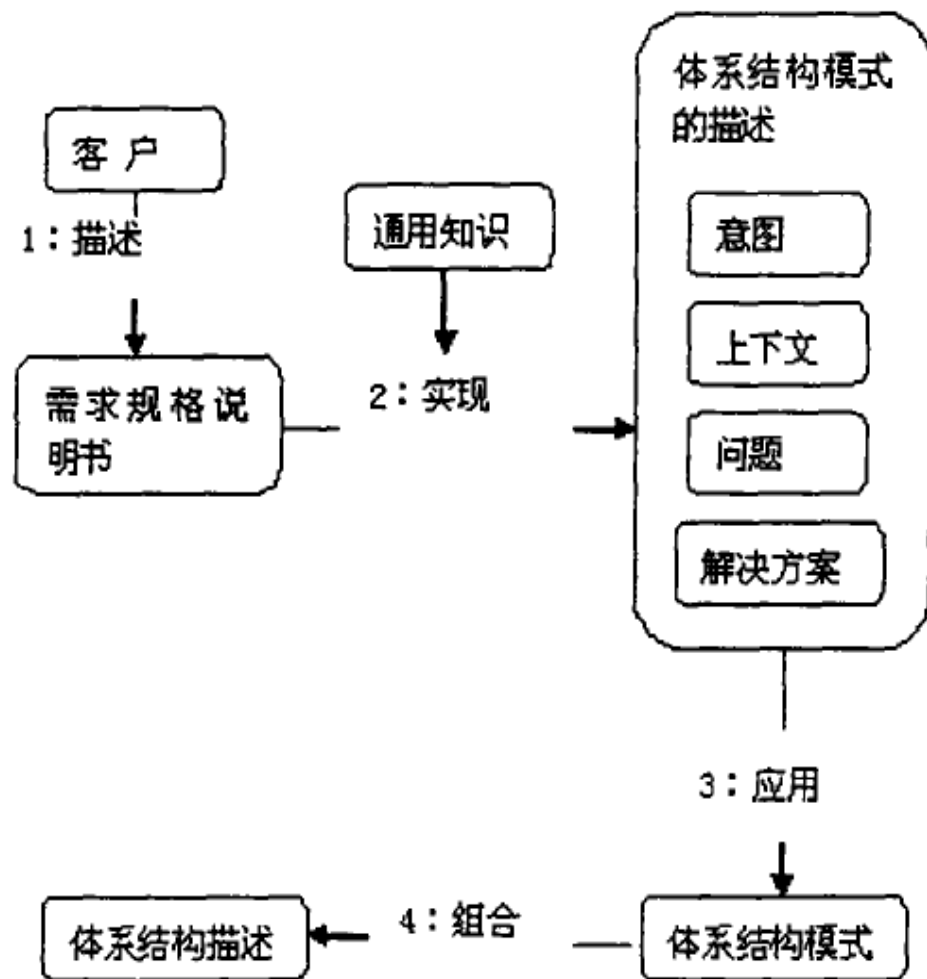 客户
1：描述
需求规格说
明书
通用知识
2：实现
体系结构模式
的描述
意图
上下文
问题
解决方案
3：应用
体系结构模式
4：组合
体系结构描述